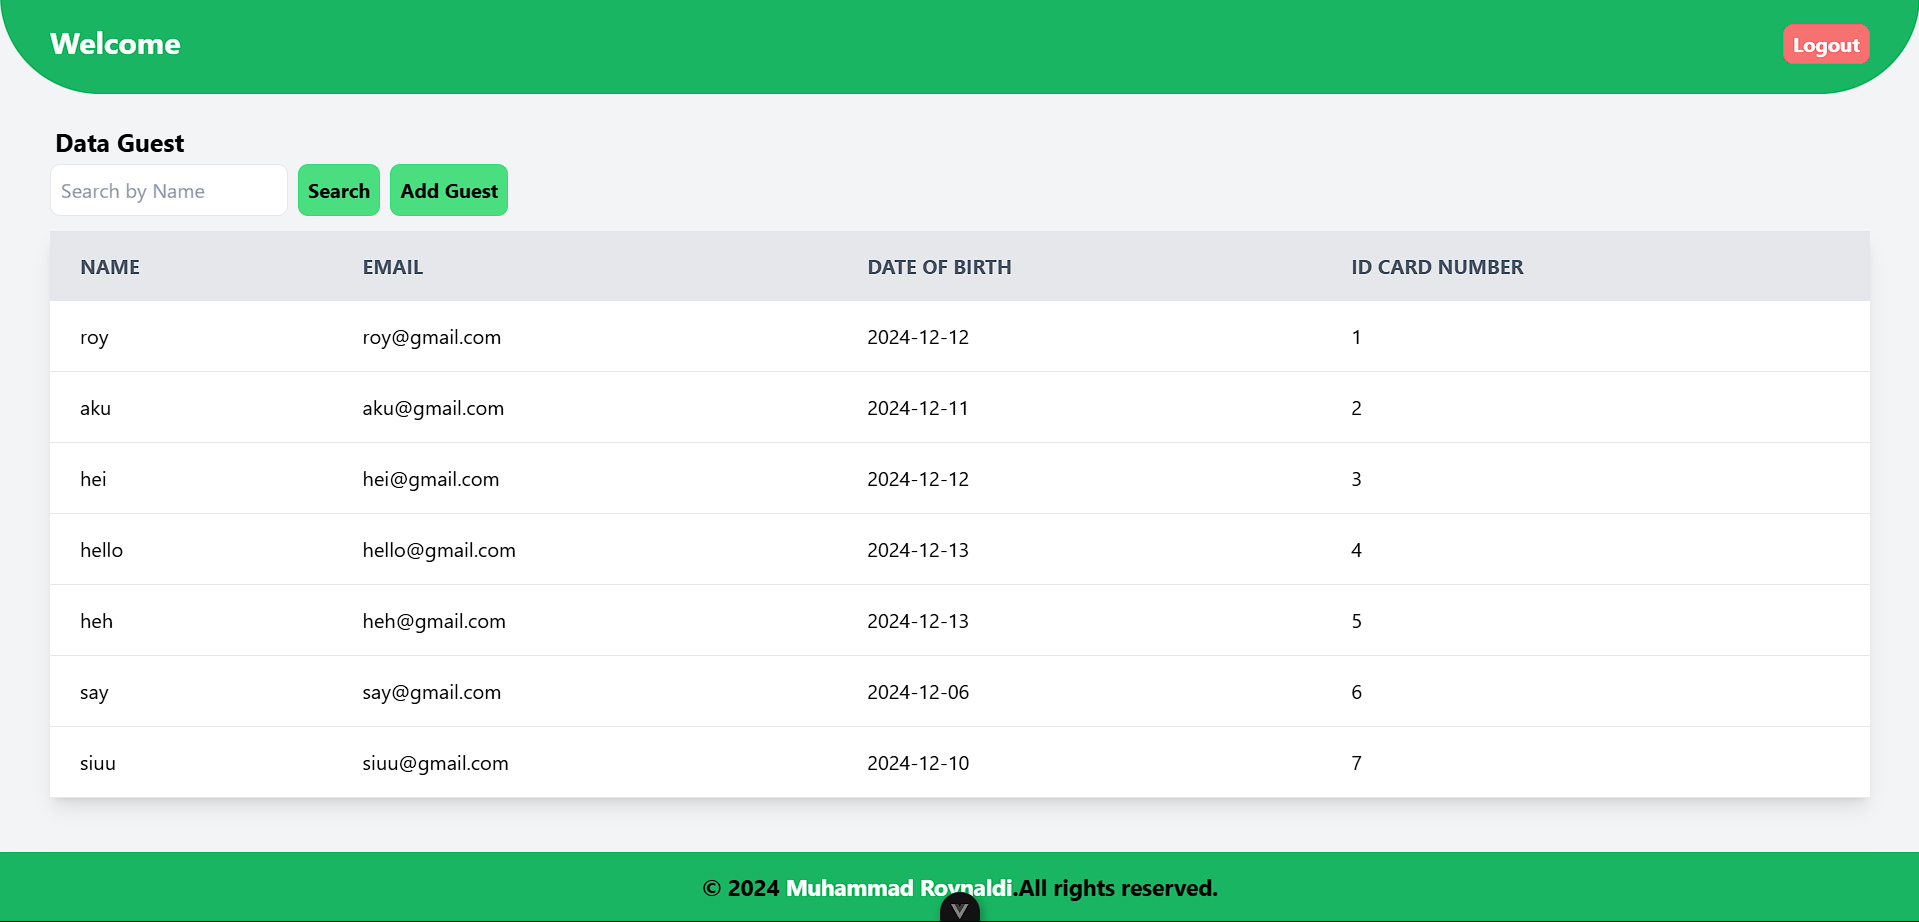 Welcome
Logout
Data Guest
Search by Name Search Add Guest
NAME EMAIL DATE OF BIRTH ID CARD NUMBER
roy roy@gmail.com 2024-12-12 1
aku aku@gmail.com 2024-12-11 2
hei hei@gmail.com 2024-12-12 3
hello hello@gmail.com 2024-12-13 4
heh heh@gmail.com 2024-12-13 5
say say@gmail.com 2024-12-06 6
siuu siuu@gmail.com 2024-12-10 7
© 2024 Muhammad Roynaldi.All rights reserved.